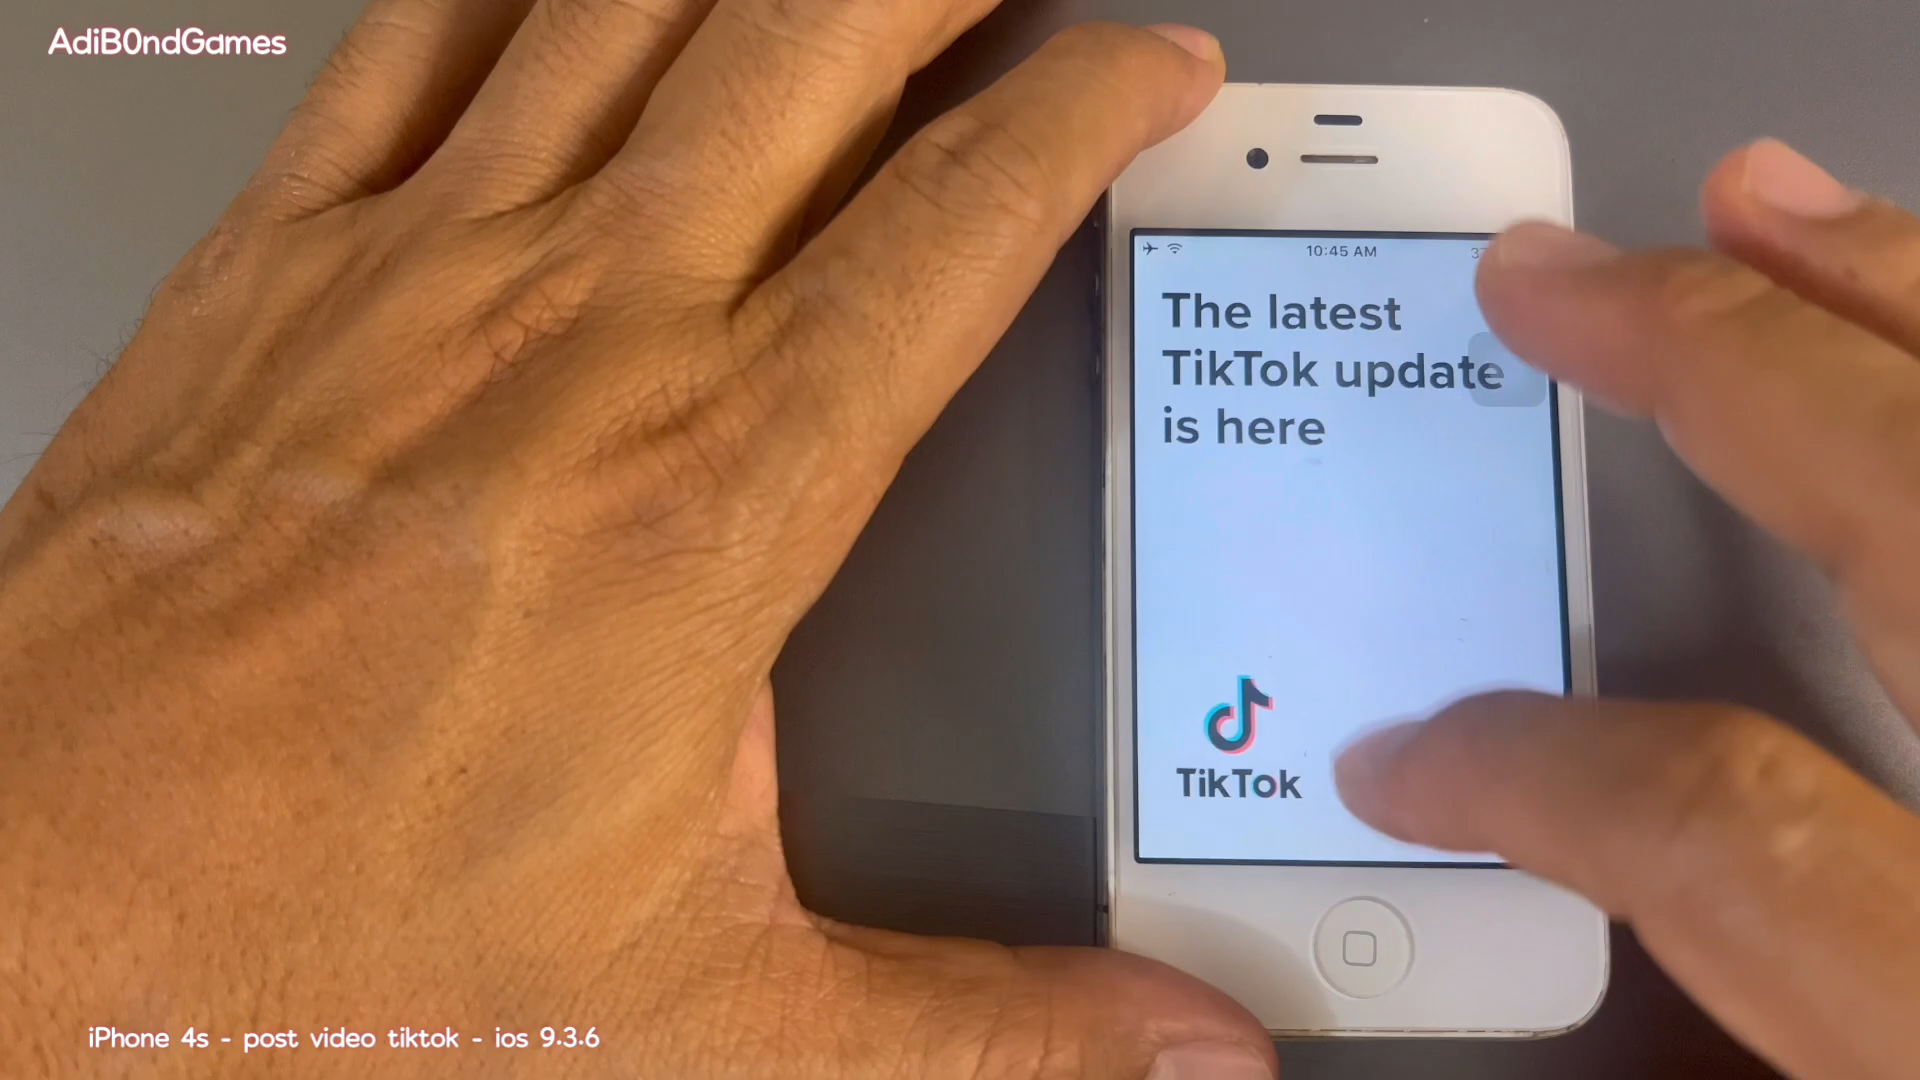 AdiB0ndGames
10:45 AM
The latest
TikTok update
is here
TikTok
iPhone 4s - post video tiktok - ios 9.3.6